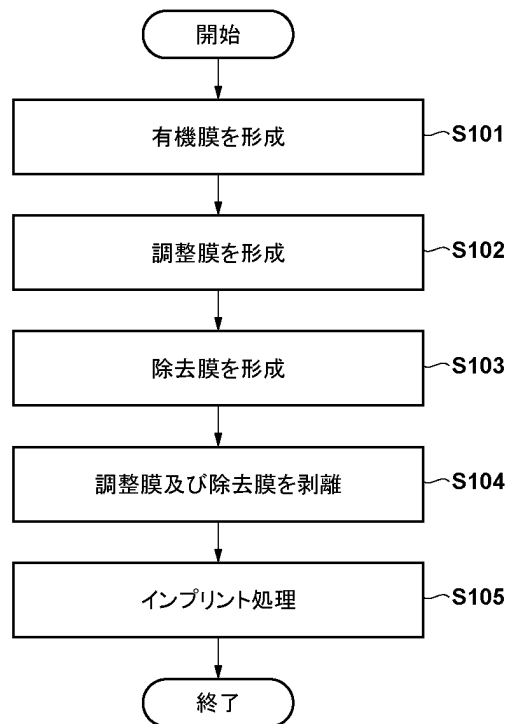 開始
有機膜を形成 S101
調整膜を形成 S102
除去膜を形成 S103
調整膜及び除去膜を剥離 S104
インプリント処理 S105
終了